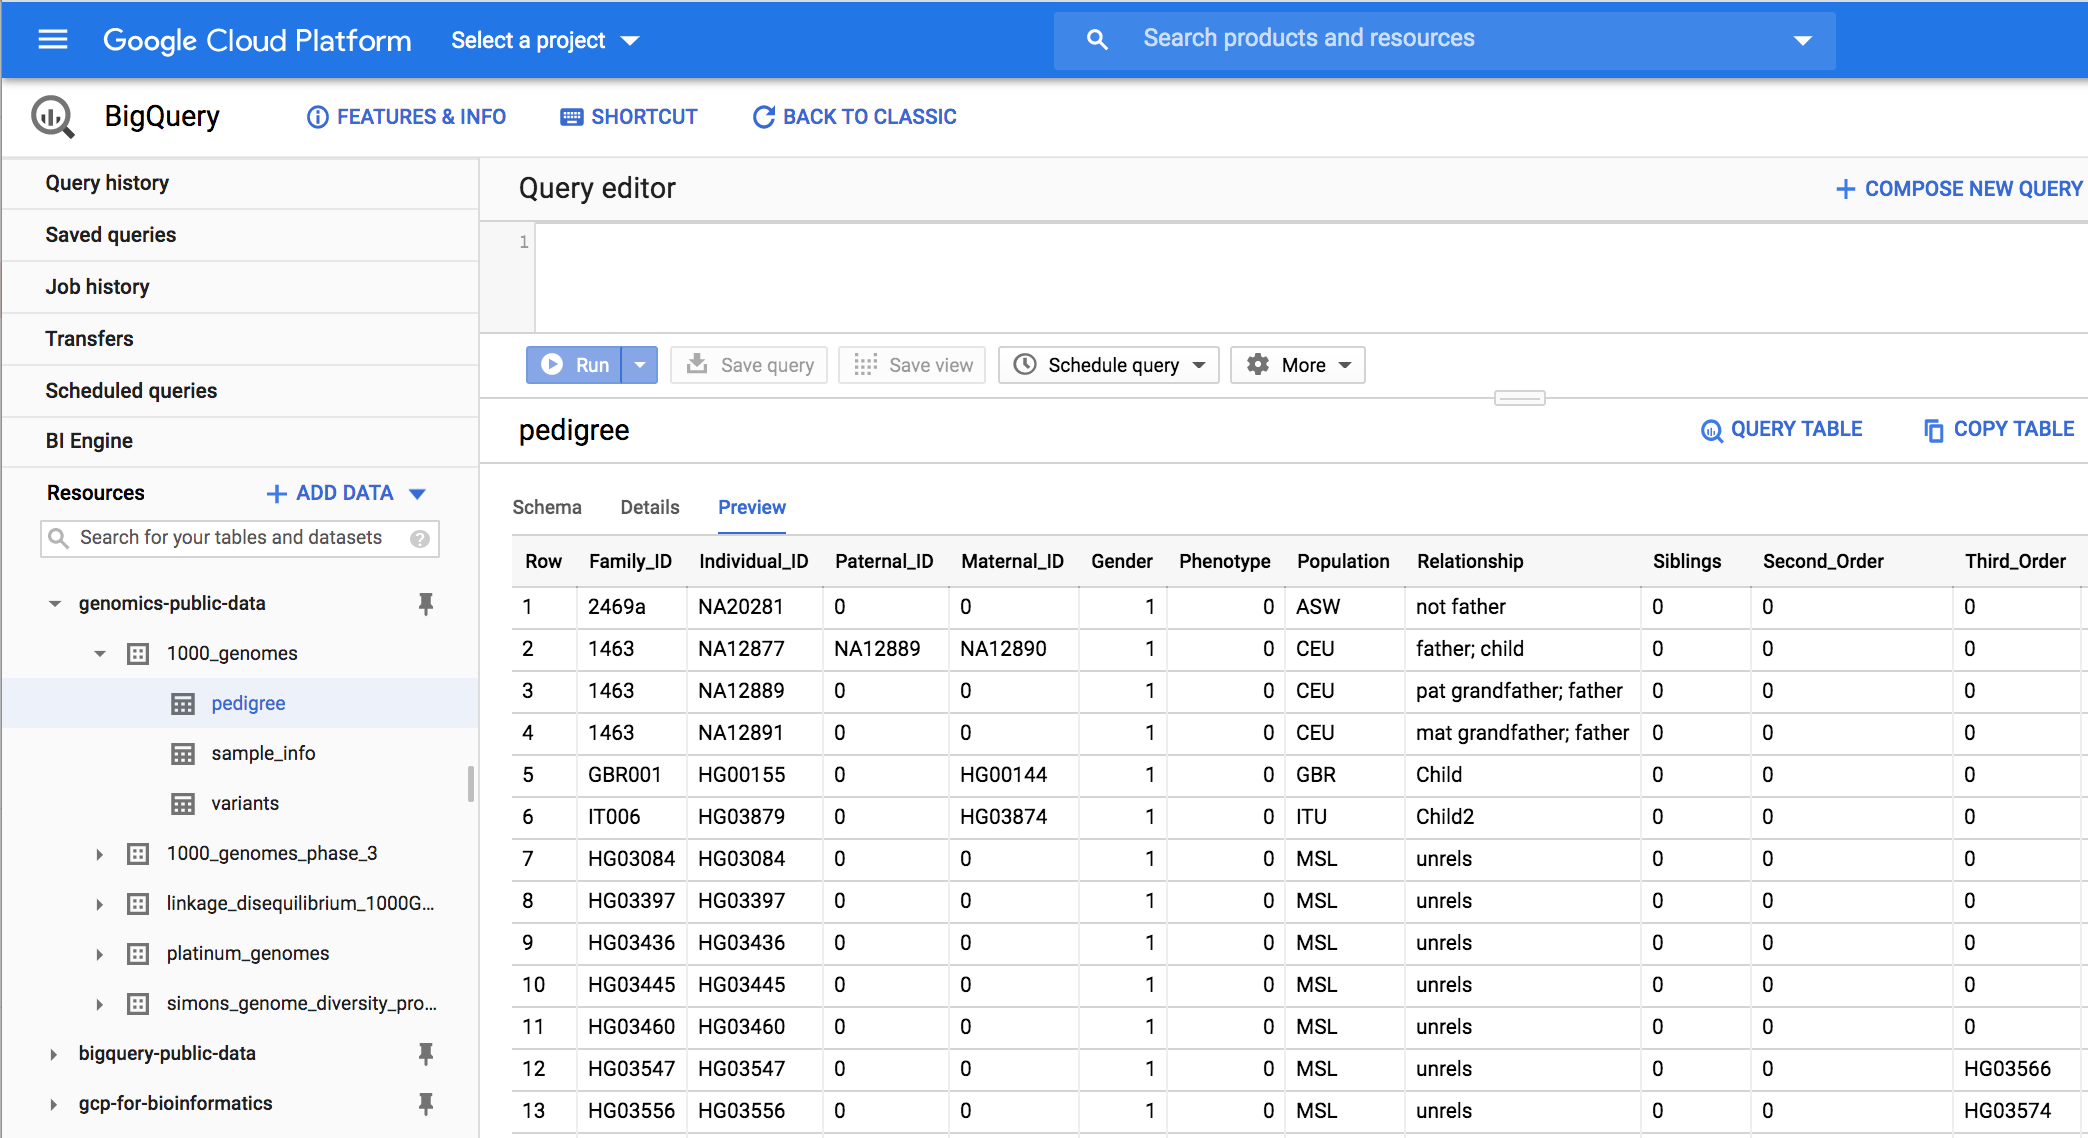 Google Cloud Platform Select a project Search products and resources
BigQuery FEATURES & INFO SHORTCUT BACK TO CLASSIC
Query history
Saved queries
Job history
Transfers
Scheduled queries
BI Engine
Resources ADD DATA
Search for your tables and datasets ?
genomics-public-data
1000_genomes
pedigree
sample_info
variants
1000_genomes_phase_3
linkage_disequilibrium_1000G...
platinum_genomes
simons_genome_diversity_pro...
bigquery-public-data
gcp-for-bioinformatics
Query editor + COMPOSE NEW QUERY
1
Run Save query Save view Schedule query More
pedigree QUERY TABLE COPY TABLE
Schema Details Preview
Row Family_ID Individual_ID Paternal_ID Maternal_ID Gender Phenotype Population Relationship Siblings Second_Order Third_Order
1 2469a NA20281 0 0 1 0 ASW not father 0 0 0
2 1463 NA12877 NA12889 NA12890 1 0 CEU father; child 0 0 0
3 1463 NA12889 0 0 1 0 CEU pat grandfather; father 0 0 0
4 1463 NA12891 0 0 1 0 CEU mat grandfather; father 0 0 0
5 GBR001 HG00155 0 HG00144 1 0 GBR Child 0 0 0
6 IT006 HG03879 0 HG03874 1 0 ITU Child2 0 0 0
7 HG03084 HG03084 0 0 1 0 MSL unrels 0 0 0
8 HG03397 HG03397 0 0 1 0 MSL unrels 0 0 0
9 HG03436 HG03436 0 0 1 0 MSL unrels 0 0 0
10 HG03445 HG03445 0 0 1 0 MSL unrels 0 0 0
11 HG03460 HG03460 0 0 1 0 MSL unrels 0 0 0
12 HG03547 HG03547 0 0 1 0 MSL unrels 0 0 HG03566
13 HG03556 HG03556 0 0 1 0 MSL unrels 0 0 HG03574